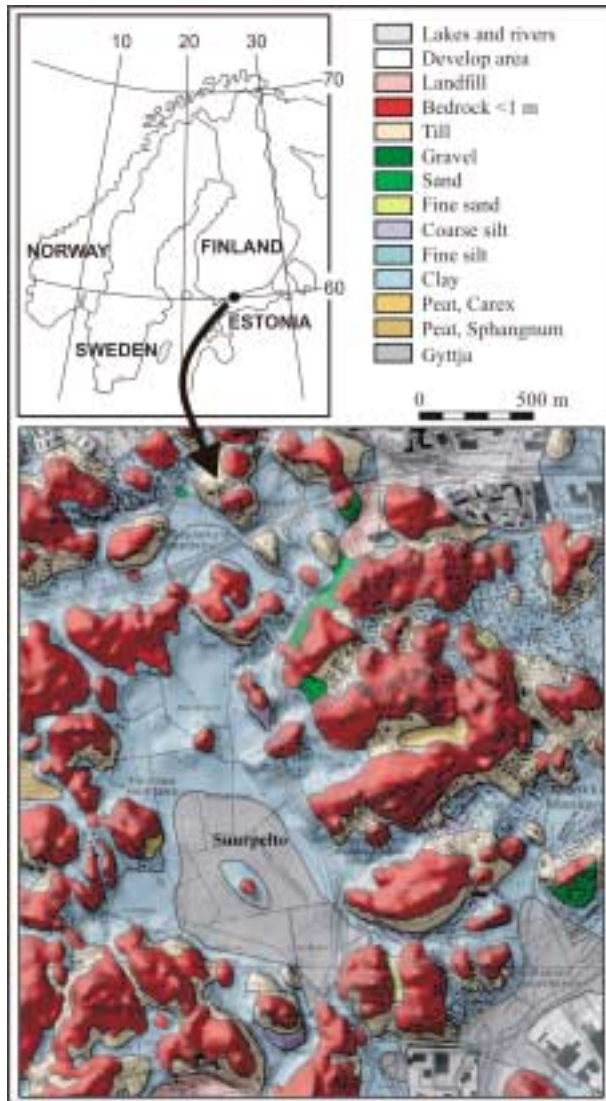 10 20 30
70
NORWAY
FINLAND
60
ESTONIA
SWEDEN
Lakes and rivers
Develop area
Landfill
Bedrock <1 m
Till
Gravel
Sand
Fine sand
Coarse silt
Fine silt
Clay
Peat, Carex
Peat, Sphangnum
Gyttja
0 500 m
Suurpelto